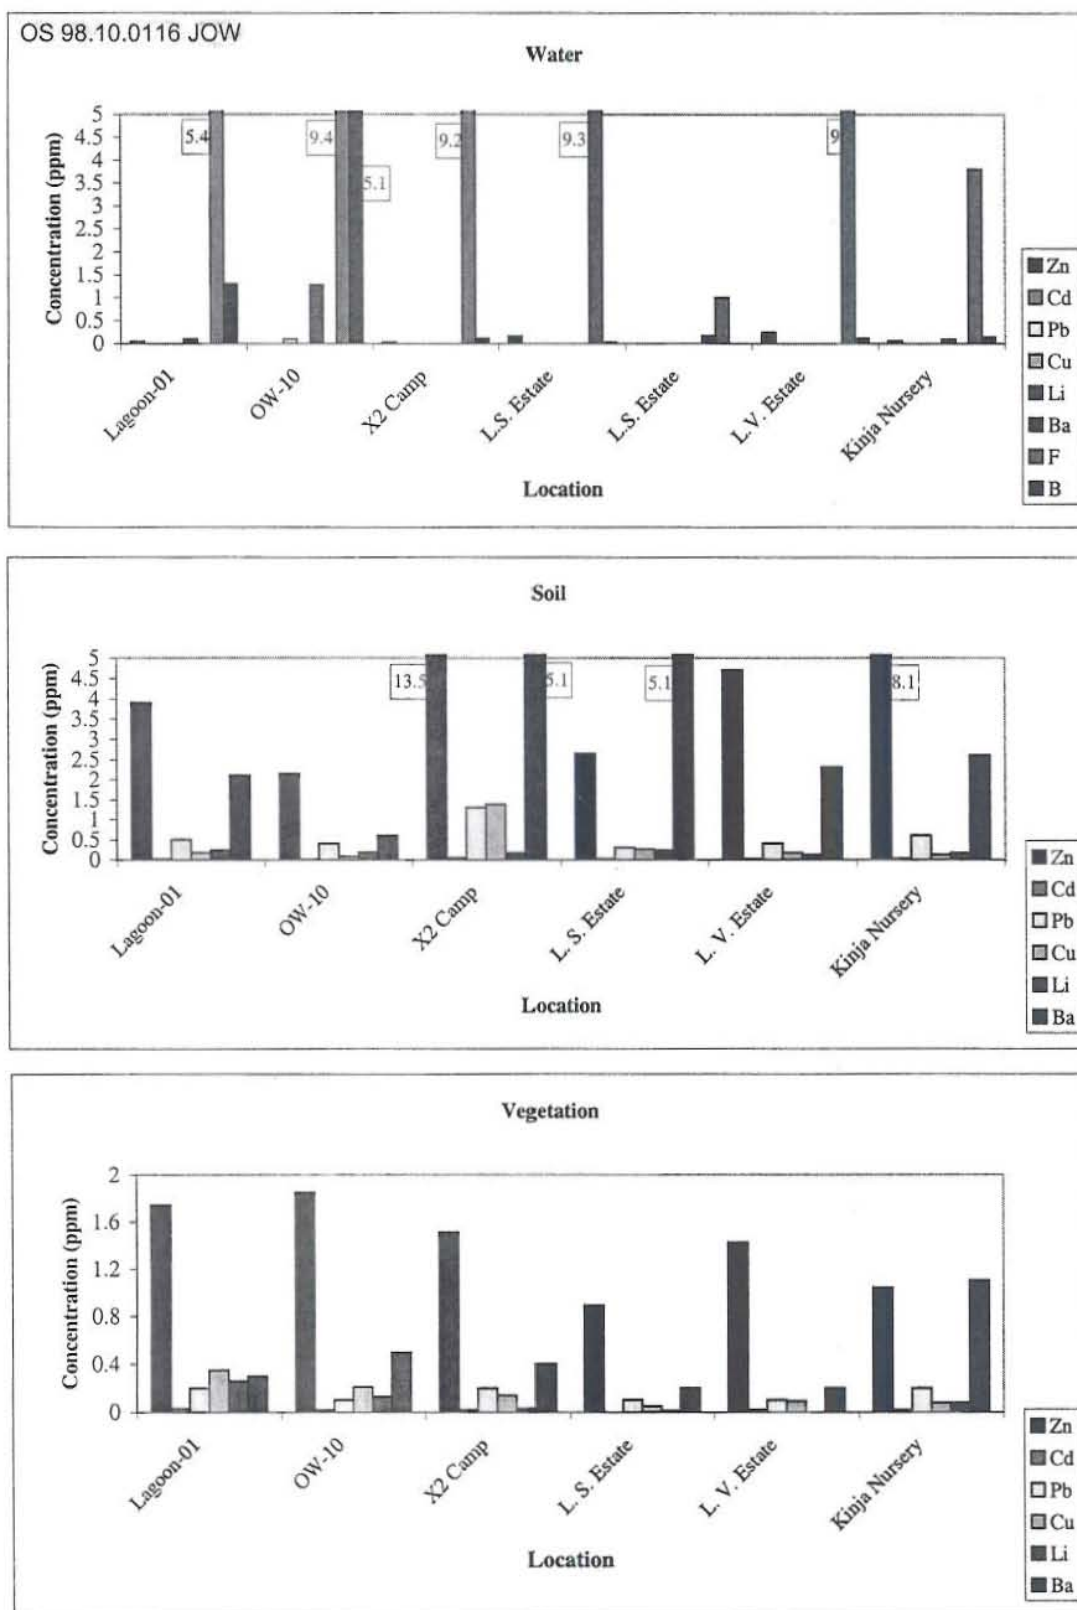 OS 98.10.0116 JOW
Water
Concentration (ppm)
5
4.5
4
3.5
3
2.5
2
1.5
1
0.5
0
5.4
9.4
5.1
9.2
9.3
9
Lagoon-01
OW-10
X2 Camp
L.S. Estate
L.S. Estate
L.V. Estate
Kinja Nursery
Location
Zn
Cd
Pb
Cu
Li
Ba
F
B
Soil
Concentration (ppm)
5
4.5
4
3.5
3
2.5
2
1.5
1
0.5
0
13.5
5.1
5.1
8.1
Lagoon-01
OW-10
X2 Camp
L. S. Estate
L. V. Estate
Kinja Nursery
Location
Zn
Cd
Pb
Cu
Li
Ba
Vegetation
Concentration (ppm)
2
1.6
1.2
0.8
0.4
0
Lagoon-01
OW-10
X2 Camp
L. S. Estate
L. V. Estate
Kinja Nursery
Location
Zn
Cd
Pb
Cu
Li
Ba